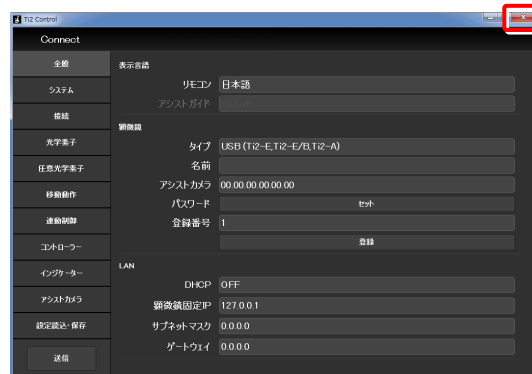 Ti2 Control
Connect
全般
システム
接続
光学素子
任意光学素子
移動動作
連動制御
コントローラー
インジケーター
アシストカメラ
設定読込・保存
送信
表示言語
リモコン 日本語
アシストガイド
顕微鏡
タイプ USB (Ti2-E,Ti2-E/B,Ti2-A)
名前
アシストカメラ 00.00.00.00.00.00
パスワード セット
登録番号 1
登録
LAN
DHCP OFF
顕微鏡固定IP 127.0.0.1
サブネットマスク 0.0.0.0
ゲートウェイ 0.0.0.0